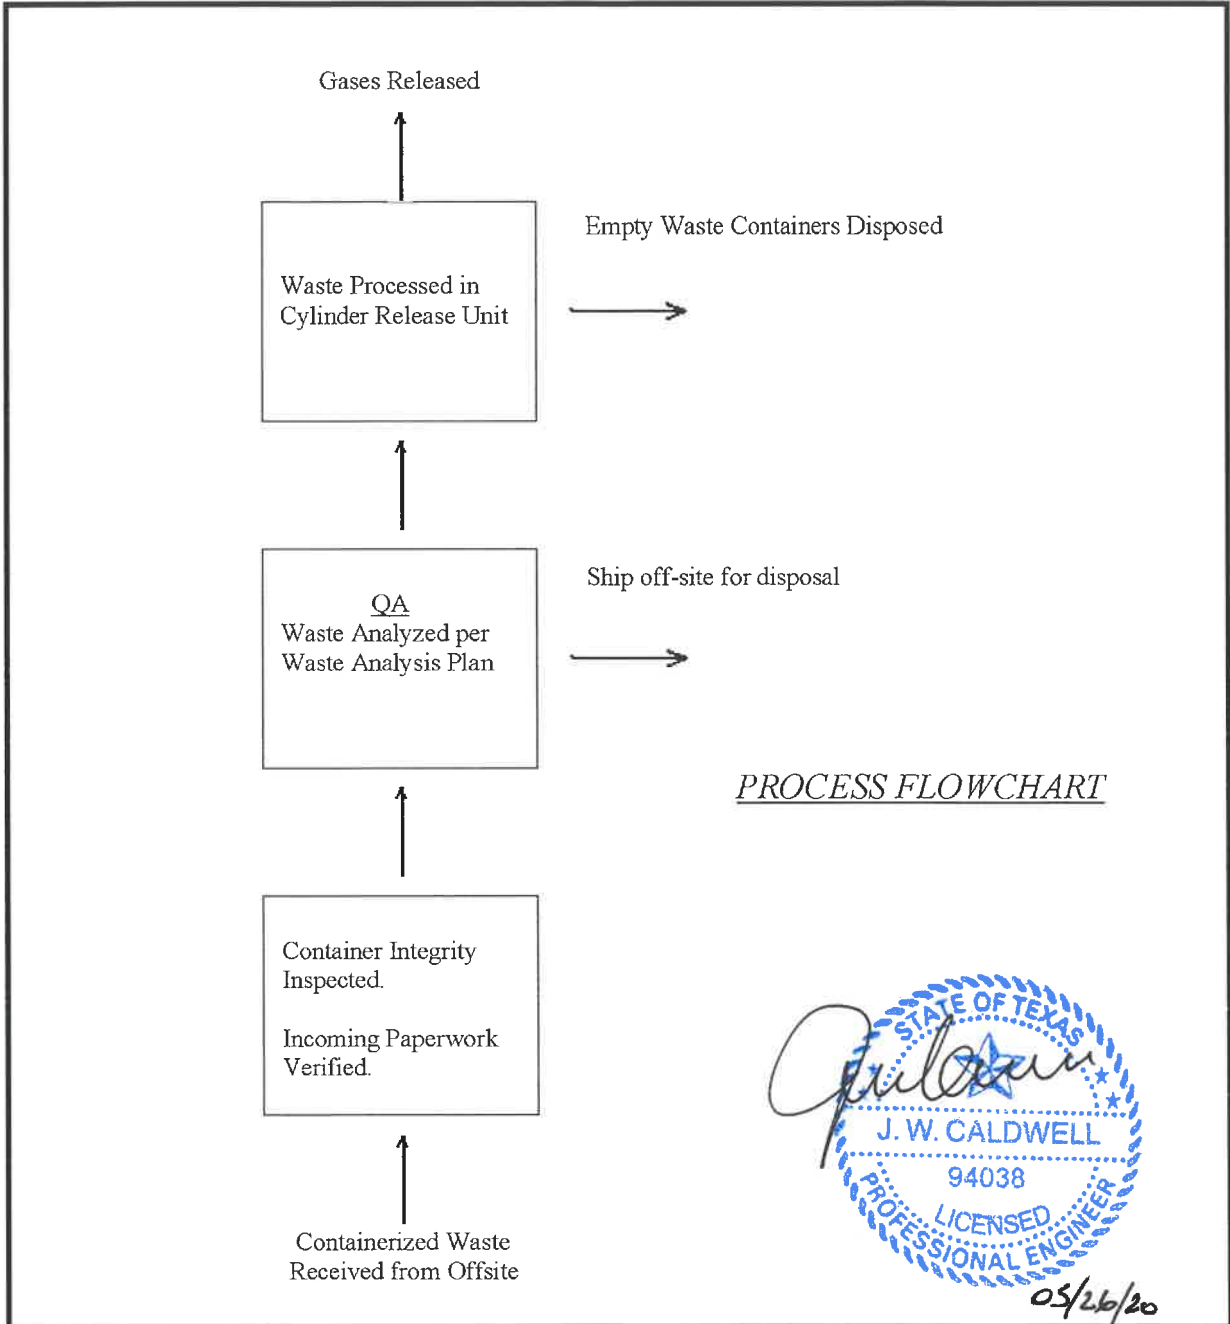 Gases Released
Empty Waste Containers Disposed
Waste Processed in
Cylinder Release Unit
Ship off-site for disposal
QA
Waste Analyzed per
Waste Analysis Plan
PROCESS FLOWCHART
Container Integrity
Inspected.
Incoming Paperwork
Verified.
STATE OF TEXAS
J. W. CALDWELL
94038
LICENSED
PROFESSIONAL ENGINEER
Containerized Waste
Received from Offsite
05/26/20